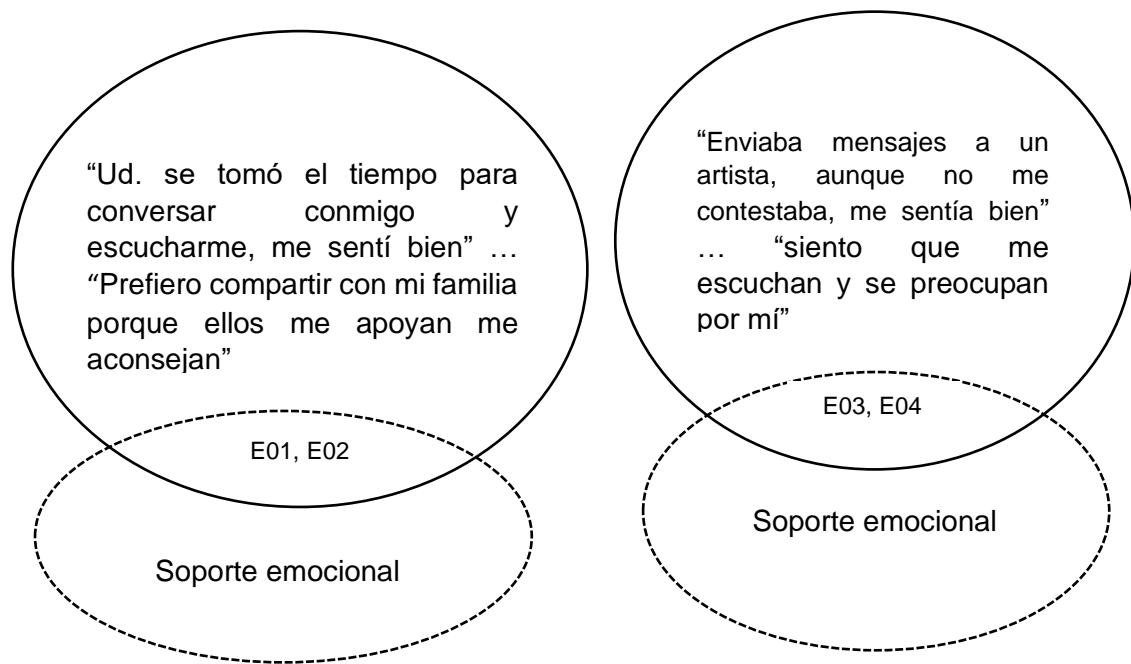 “Ud. se tomó el tiempo para
conversar conmigo y
escucharme, me sentí bien” …
“Prefiero compartir con mi familia
porque ellos me apoyan me
aconsejan”
E01, E02
Soporte emocional
“Enviaba mensajes a un
artista, aunque no me
contestaba, me sentía bien”
… “siento que me
escuchan y se preocupan
por mí”
E03, E04
Soporte emocional